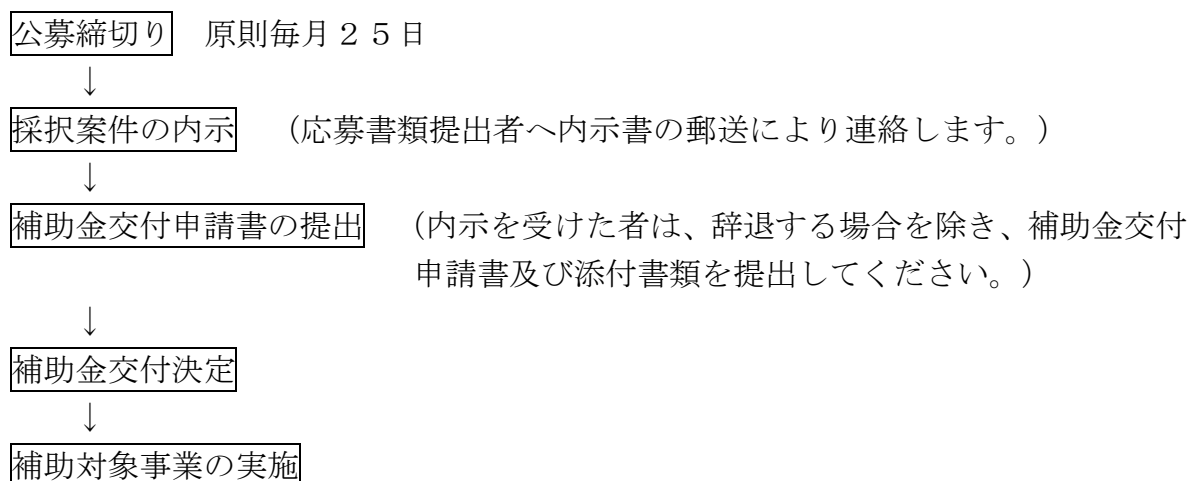 公募締切り　原則毎月２５日
↓
採択案件の内示　（応募書類提出者へ内示書の郵送により連絡します。）
↓
補助金交付申請書の提出　（内示を受けた者は、辞退する場合を除き、補助金交付
申請書及び添付書類を提出してください。）
↓
補助金交付決定
↓
補助対象事業の実施